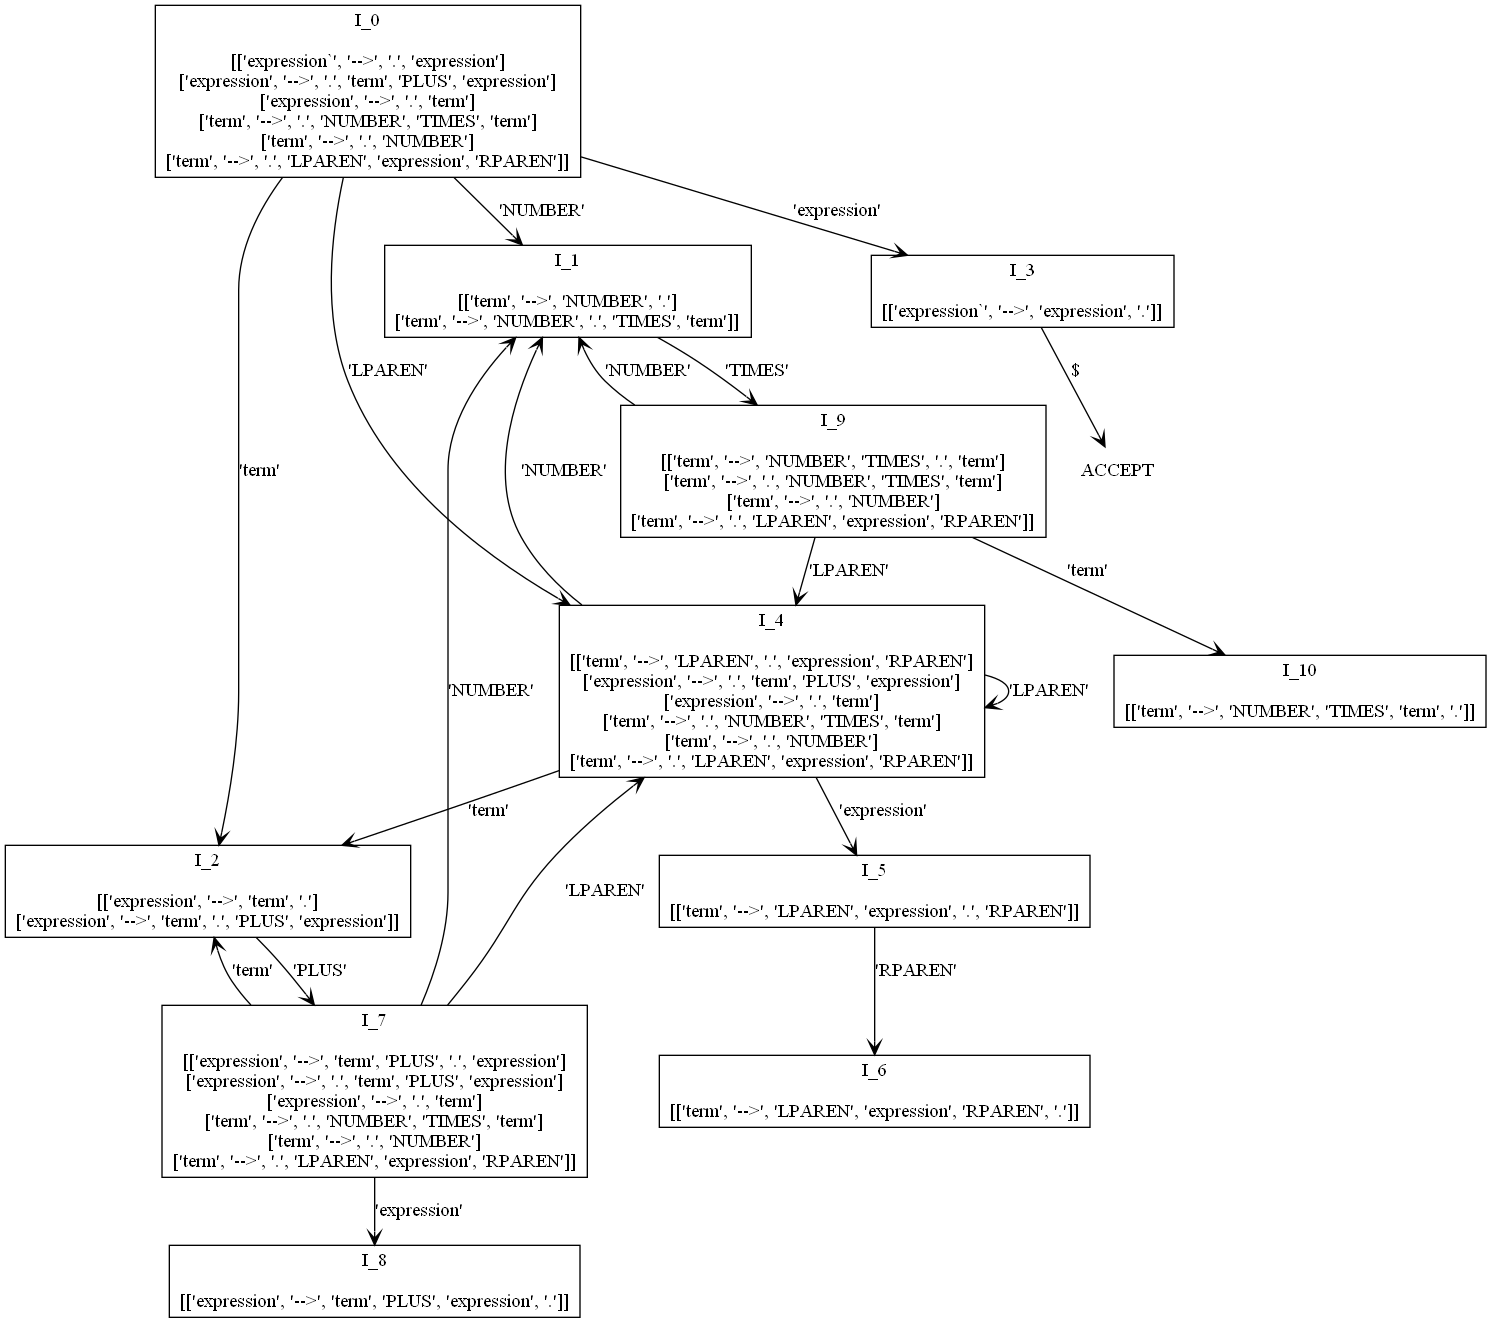 I_0
[['expression`', '-->', '.', 'expression']
['expression', '-->', '.', 'term', 'PLUS', 'expression']
['expression', '-->', '.', 'term']
['term', '-->', '.', 'NUMBER', 'TIMES', 'term']
['term', '-->', '.', 'NUMBER']
['term', '-->', '.', 'LPAREN', 'expression', 'RPAREN']]
'NUMBER'
'expression'
I_1
[['term', '-->', 'NUMBER', '.']
['term', '-->', 'NUMBER', '.', 'TIMES', 'term']]
I_3
[['expression`', '-->', 'expression', '.']]
'LPAREN'
'NUMBER'
'TIMES'
$
I_9
[['term', '-->', 'NUMBER', 'TIMES', '.', 'term']
['term', '-->', '.', 'NUMBER', 'TIMES', 'term']
['term', '-->', '.', 'NUMBER']
['term', '-->', '.', 'LPAREN', 'expression', 'RPAREN']]
'term'
'NUMBER'
ACCEPT
'LPAREN'
'term'
I_4
[['term', '-->', 'LPAREN', '.', 'expression', 'RPAREN']
['expression', '-->', '.', 'term', 'PLUS', 'expression']
['expression', '-->', '.', 'term']
['term', '-->', '.', 'NUMBER', 'TIMES', 'term']
['term', '-->', '.', 'NUMBER']
['term', '-->', '.', 'LPAREN', 'expression', 'RPAREN']]
'NUMBER'
'LPAREN'
I_10
[['term', '-->', 'NUMBER', 'TIMES', 'term', '.']]
'term'
'expression'
I_2
[['expression', '-->', 'term', '.']
['expression', '-->', 'term', '.', 'PLUS', 'expression']]
'LPAREN'
I_5
[['term', '-->', 'LPAREN', 'expression', '.', 'RPAREN']]
'term'
'PLUS'
'RPAREN'
I_7
[['expression', '-->', 'term', 'PLUS', '.', 'expression']
['expression', '-->', '.', 'term', 'PLUS', 'expression']
['expression', '-->', '.', 'term']
['term', '-->', '.', 'NUMBER', 'TIMES', 'term']
['term', '-->', '.', 'NUMBER']
['term', '-->', '.', 'LPAREN', 'expression', 'RPAREN']]
I_6
[['term', '-->', 'LPAREN', 'expression', 'RPAREN', '.']]
'expression'
I_8
[['expression', '-->', 'term', 'PLUS', 'expression', '.']]